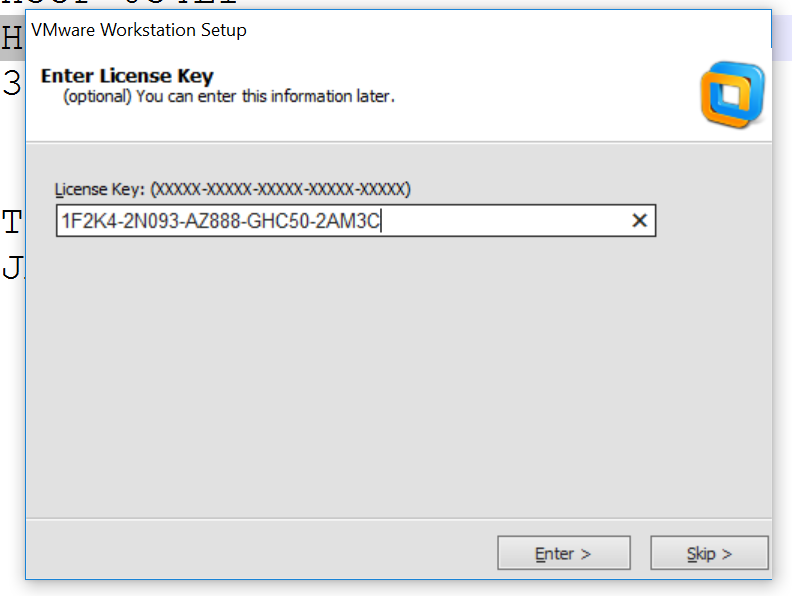 VMware Workstation Setup
Enter License Key
(optional) You can enter this information later.
License Key: (XXXXX-XXXXX-XXXXX-XXXXX-XXXXX)
1F2K4-2N093-AZ888-GHC50-2AM3C
Enter >
Skip >